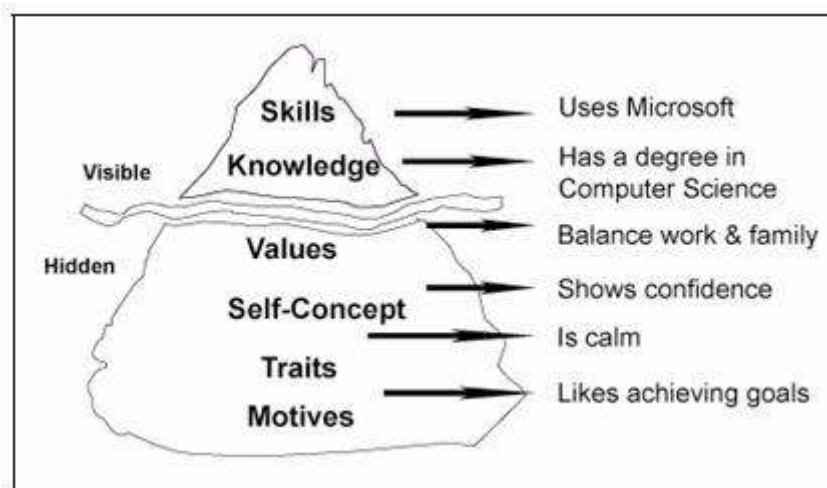 Skills
Uses Microsoft
Knowledge
Has a degree in
Computer Science
Visible
Values
Balance work & family
Hidden
Self-Concept
Shows confidence
Is calm
Traits
Motives
Likes achieving goals